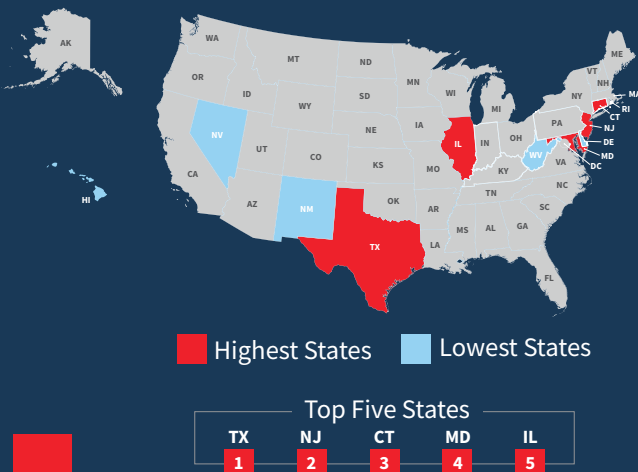 AK
WA
MT
ND
MN
ME
VT
NH
OR
ID
WY
SD
WI
MI
NY
MA
RI
CT
NJ
NV
UT
CO
NE
IA
IL
IN
OH
PA
DE
MD
DC
WV
VA
CA
KS
MO
KY
NC
HI
AZ
NM
OK
AR
TN
SC
TX
LA
MS
AL
GA
FL
Highest States
Lowest States
Top Five States
TX NJ CT MD IL
1 2 3 4 5